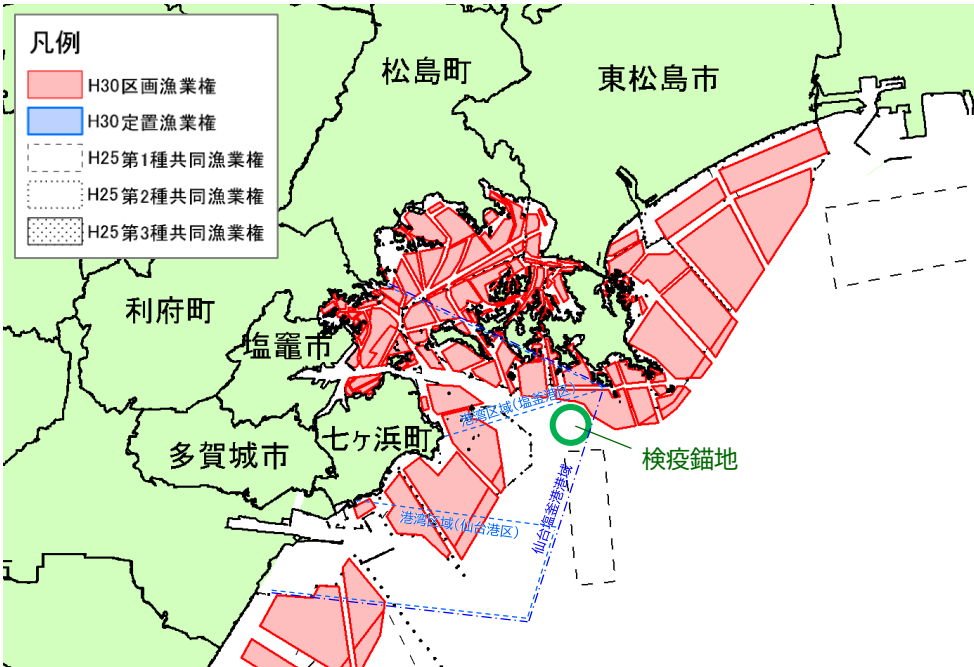 凡例
H30区画漁業権
H30定置漁業権
H25第1種共同漁業権
H25第2種共同漁業権
H25第3種共同漁業権
松島町
東松島市
利府町
塩竈市
多賀城市
七ヶ浜町
港湾区域(塩釜港区)
検疫錨地
港湾区域(仙台港区)
仙台塩釜港港域